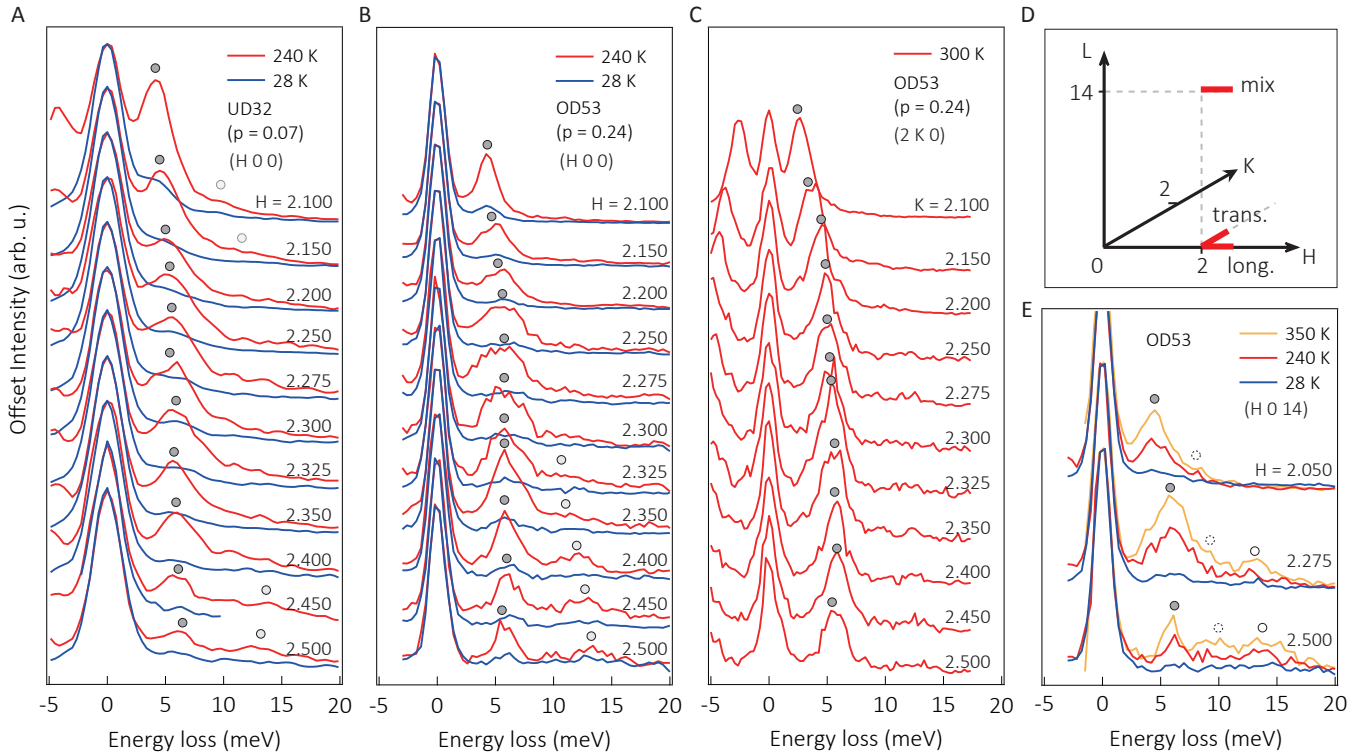 A
240 K
28 K
UD32
(p = 0.07)
(H 0 0)
H = 2.100
2.150
2.200
2.250
2.275
2.300
2.325
2.350
2.400
2.450
2.500
-5 0 5 10 15 20
Energy loss (meV)
Offset Intensity (arb. u.)
B
240 K
28 K
OD53
(p = 0.24)
(H 0 0)
H = 2.100
2.150
2.200
2.250
2.275
2.300
2.325
2.350
2.400
2.450
2.500
-5 0 5 10 15 20
Energy loss (meV)
C
300 K
OD53
(p = 0.24)
(2 K 0)
K = 2.100
2.150
2.200
2.250
2.275
2.300
2.325
2.350
2.400
2.450
2.500
-5 0 5 10 15 20
Energy loss (meV)
D
L
14
mix
K
2
trans.
0
2
long.
H
E
OD53
350 K
240 K
28 K
(H 0 14)
H = 2.050
2.275
2.500
-5 0 5 10 15 20
Energy loss (meV)